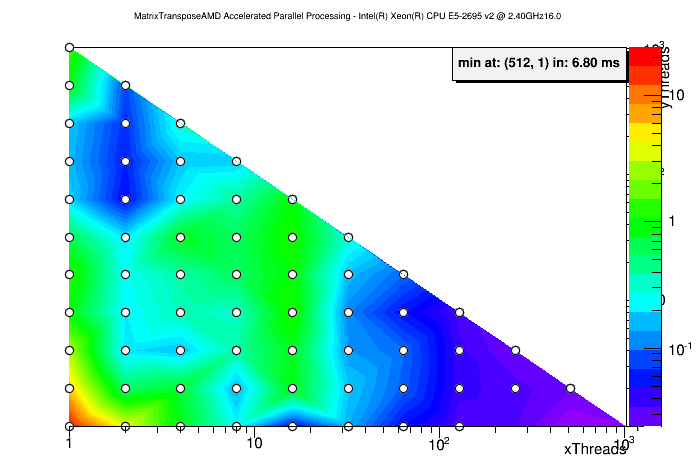 MatrixTransposeAMD Accelerated Parallel Processing - Intel(R) Xeon(R) CPU E5-2695 v2 @ 2.40GHz16.0
min at: (512, 1) in: 6.80 ms
yThreads
10³
10
1
10⁻¹
1 10 10² 10³
xThreads